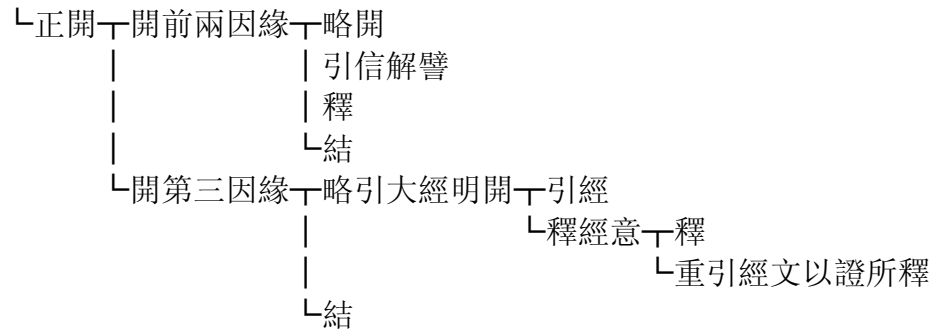 └正開┬開前兩因緣┬略開
│ │引信解譬
│ │釋
│ └結
└開第三因緣┬略引大經明開┬引經
│ └釋經意┬釋
│ └重引經文以證所釋
└結